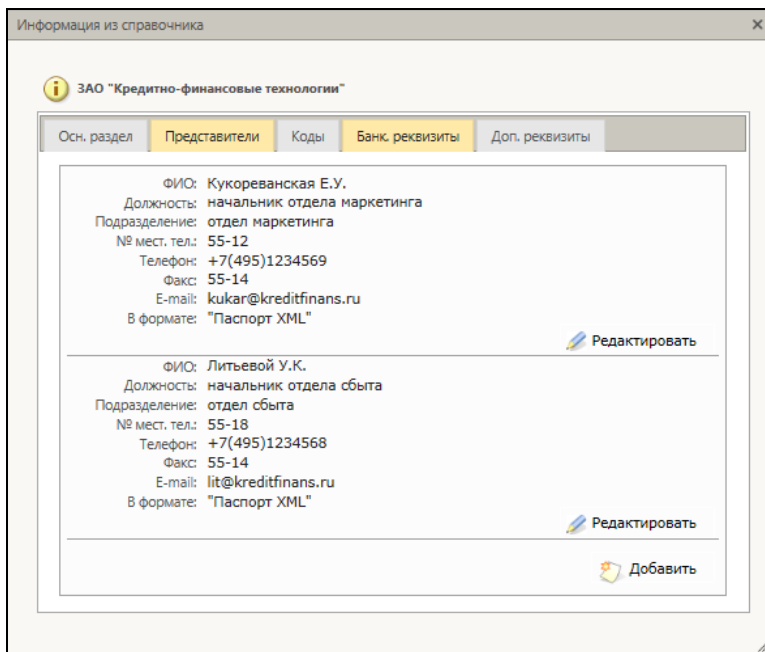 Информация из справочника
ЗАО "Кредитно-финансовые технологии"
Осн. раздел Представители Коды Банк. реквизиты Доп. реквизиты
ФИО: Кукореванская Е.У.
Должность: начальник отдела маркетинга
Подразделение: отдел маркетинга
№ мест. тел.: 55-12
Телефон: +7(495)1234569
Факс: 55-14
E-mail: kukar@kreditfinans.ru
В формате: "Паспорт XML"
Редактировать
ФИО: Литьевой У.К.
Должность: начальник отдела сбыта
Подразделение: отдел сбыта
№ мест. тел.: 55-18
Телефон: +7(495)1234568
Факс: 55-14
E-mail: lit@kreditfinans.ru
В формате: "Паспорт XML"
Редактировать
Добавить